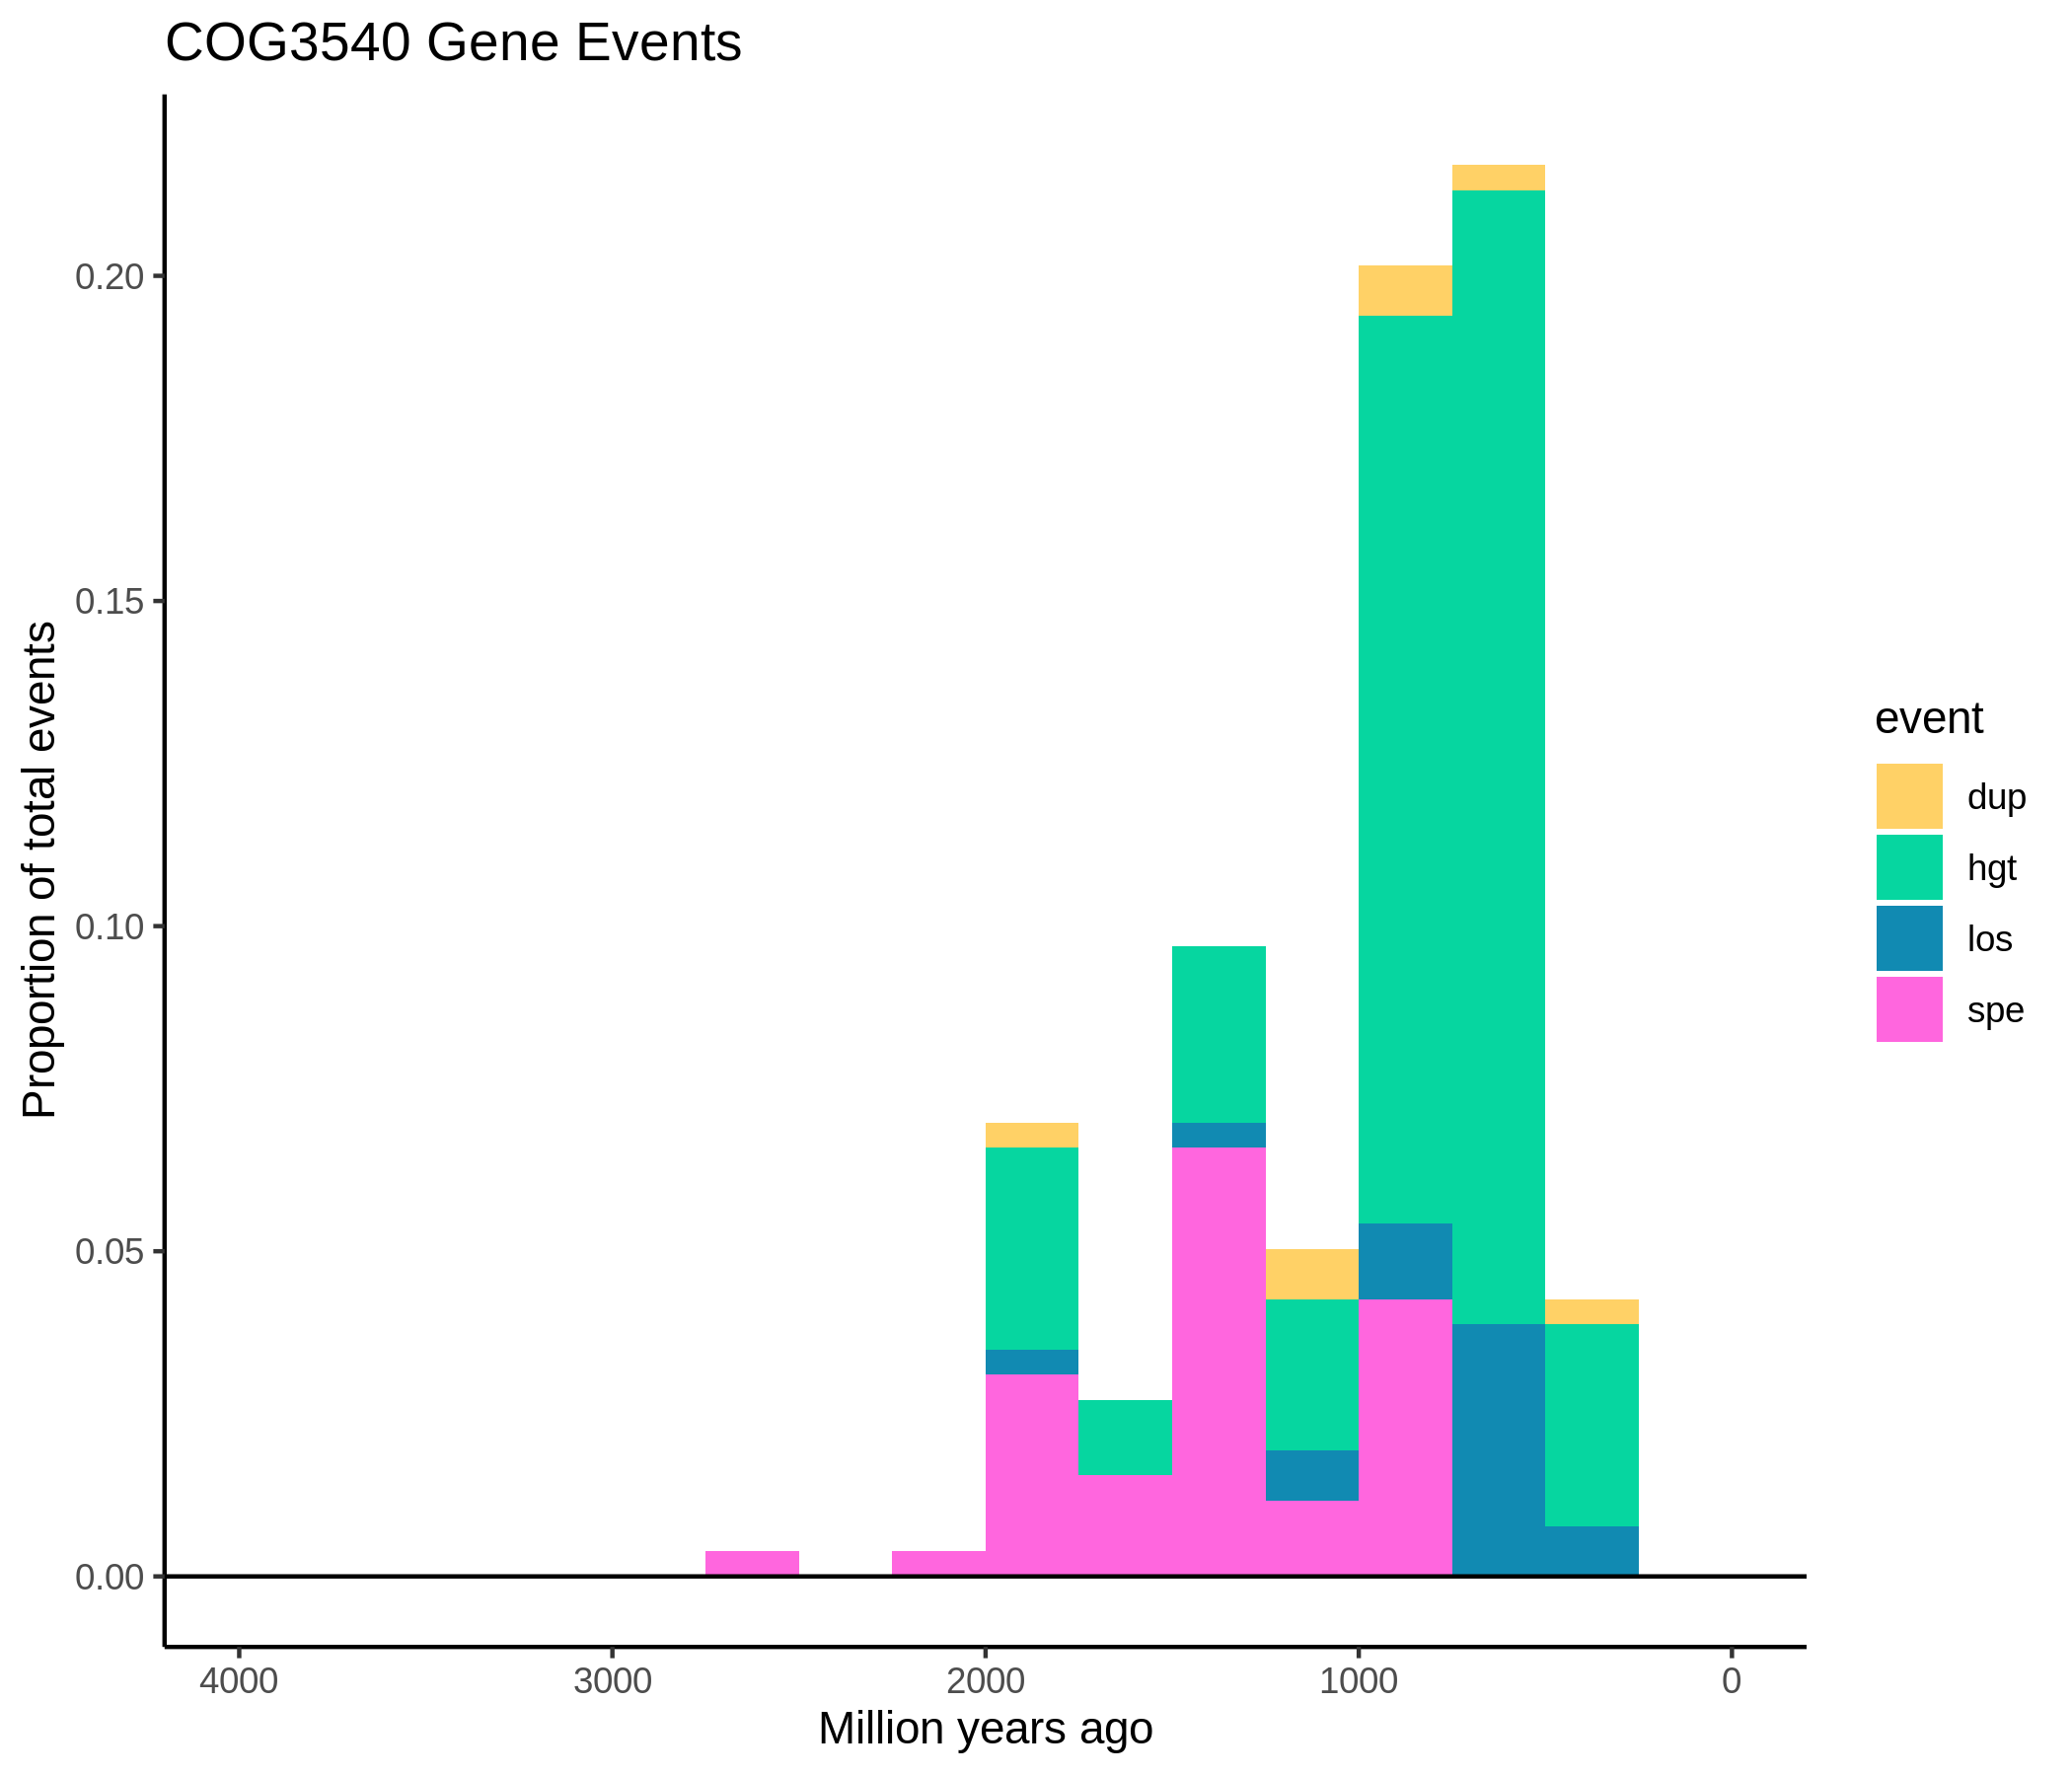 COG3540 Gene Events
Proportion of total events
0.20
0.15
0.10
0.05
0.00
4000 3000 2000 1000 0
Million years ago
event
dup
hgt
los
spe